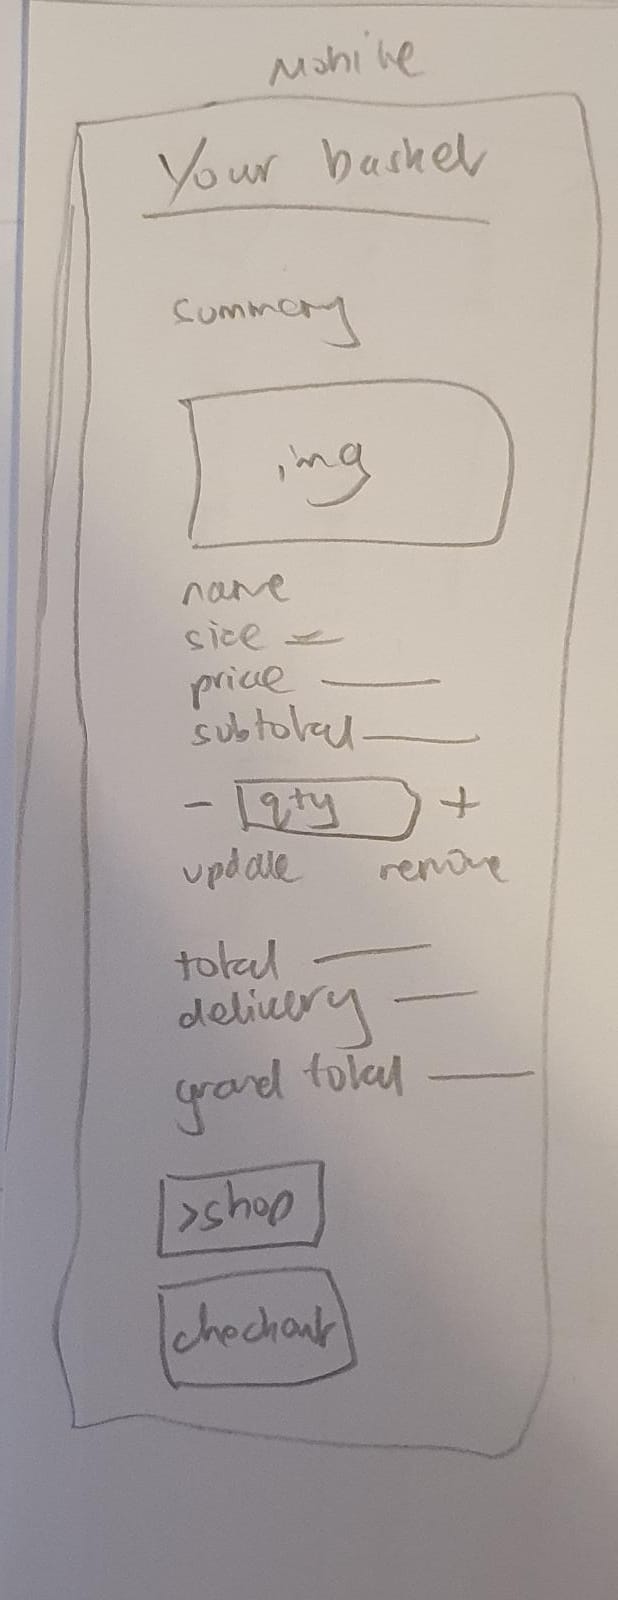 Mobile
Your basket
summary
img
name
size
price
subtotal
- qty +
update remove
total
delivery
grand total
>shop
checkout